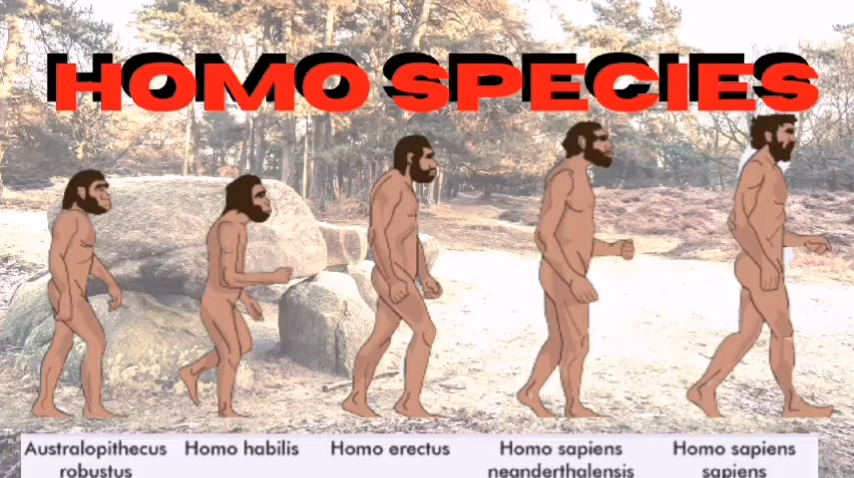 HOMO SPECIES
Australopithecus robustus
Homo habilis
Homo erectus
Homo sapiens neanderthalensis
Homo sapiens sapiens